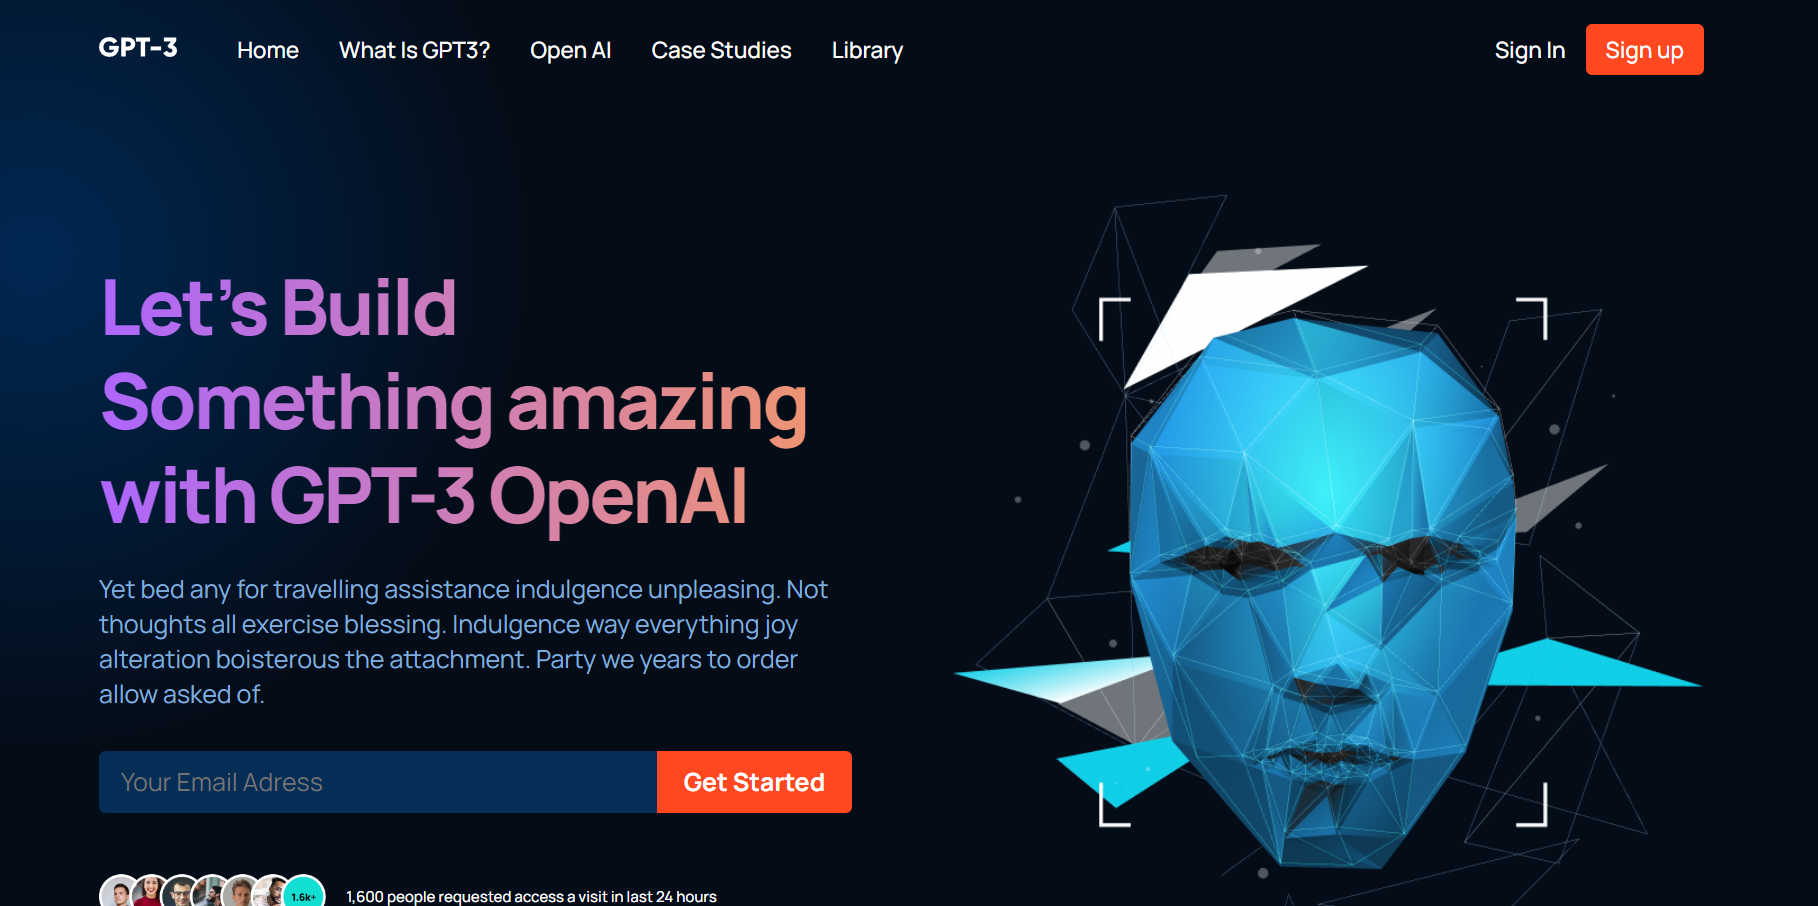 GPT-3
Home
What Is GPT3?
Open AI
Case Studies
Library
Sign In
Sign up
Let's Build
Something amazing
with GPT-3 OpenAI
Yet bed any for travelling assistance indulgence unpleasing. Not
thoughts all exercise blessing. Indulgence way everything joy
alteration boisterous the attachment. Party we years to order
allow asked of.
Your Email Adress
Get Started
1.6k+
1,600 people requested access a visit in last 24 hours